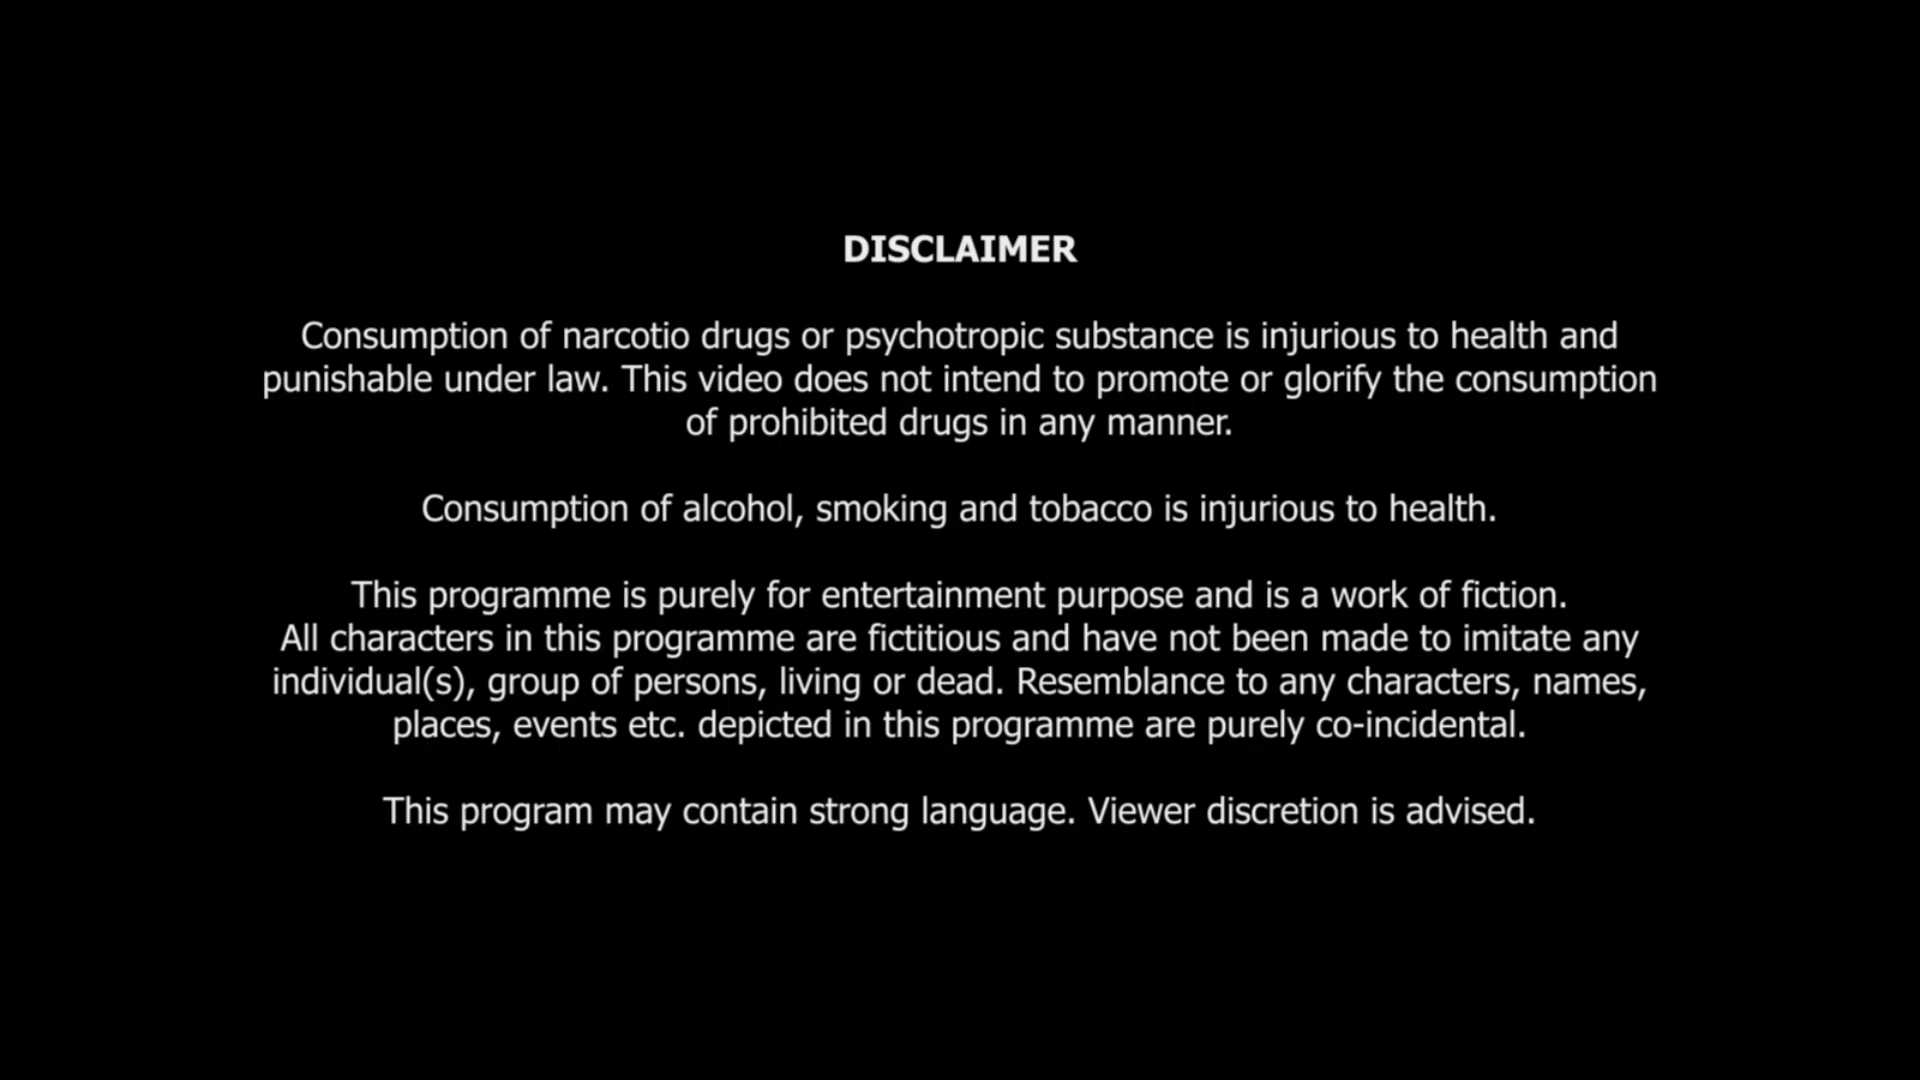 DISCLAIMER
Consumption of narcotio drugs or psychotropic substance is injurious to health and
punishable under law. This video does not intend to promote or glorify the consumption
of prohibited drugs in any manner.
Consumption of alcohol, smoking and tobacco is injurious to health.
This programme is purely for entertainment purpose and is a work of fiction.
All characters in this programme are fictitious and have not been made to imitate any
individual(s), group of persons, living or dead. Resemblance to any characters, names,
places, events etc. depicted in this programme are purely co-incidental.
This program may contain strong language. Viewer discretion is advised.